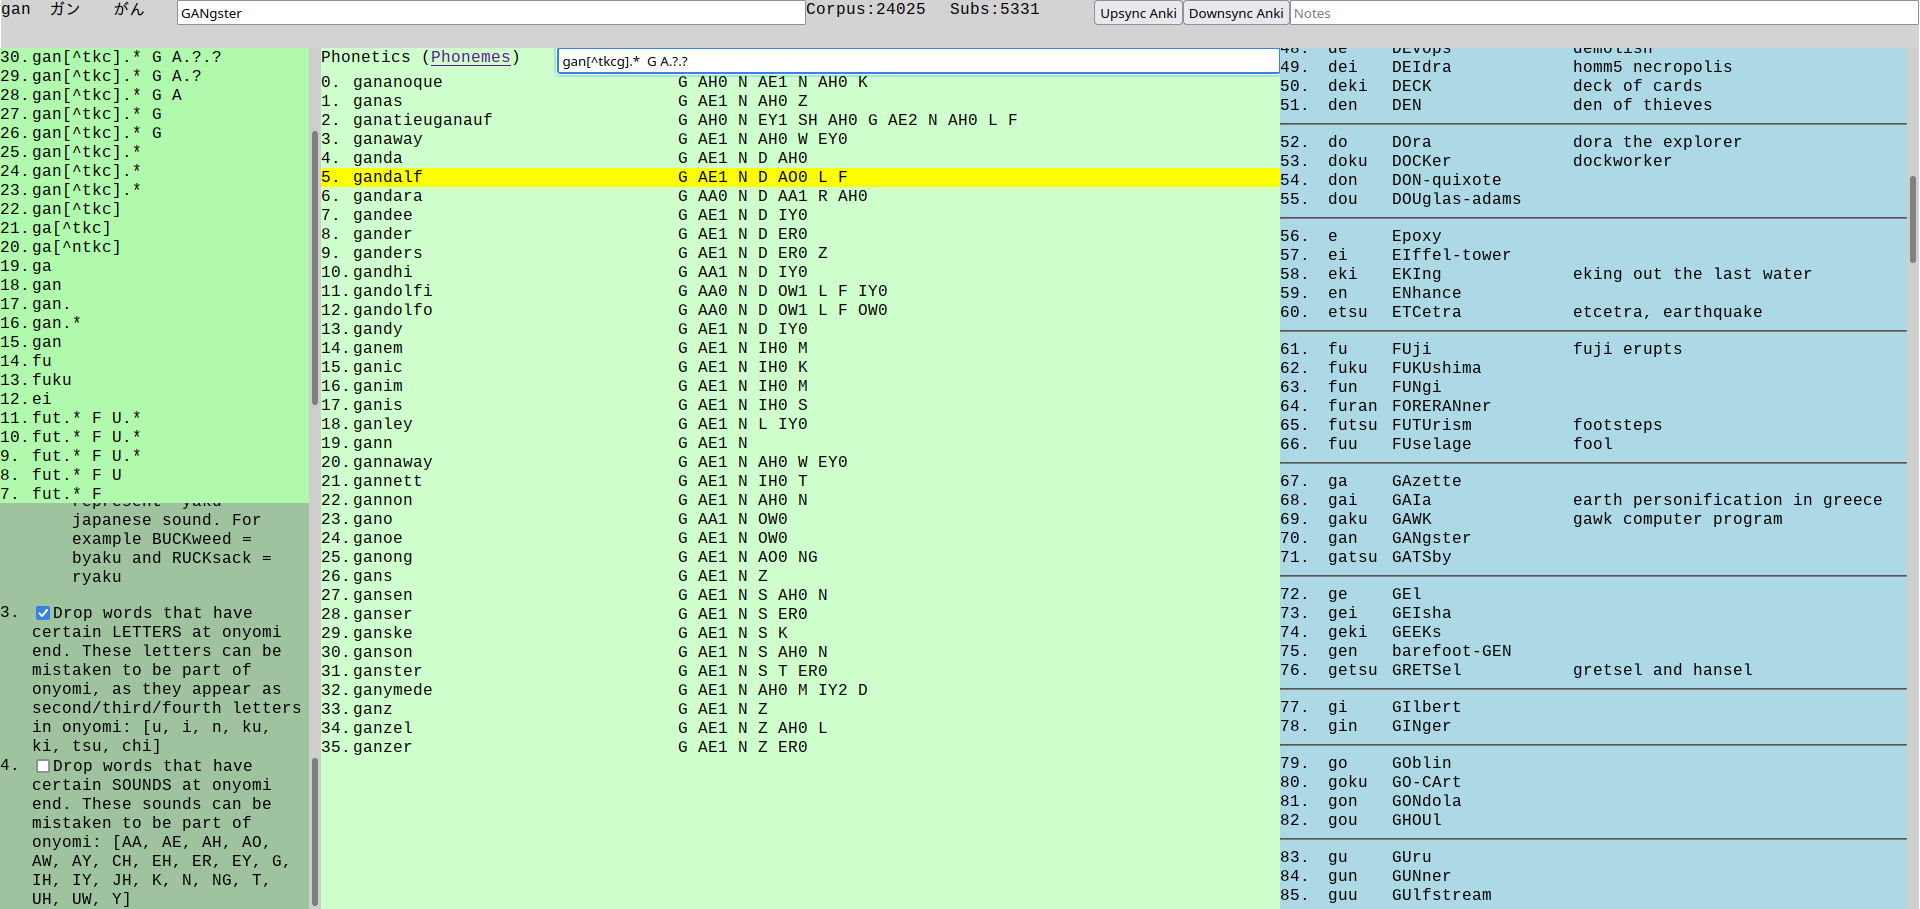 gan ガン がん GANgster Corpus:24025 Subs:5331 Upsync Anki Downsync Anki Notes
30.gan[^tkc].* G A.?.?
29.gan[^tkc].* G A.?
28.gan[^tkc].* G A
27.gan[^tkc].* G
26.gan[^tkc].* G
25.gan[^tkc].*
24.gan[^tkc].*
23.gan[^tkc].*
22.gan[^tkc]
21.ga[^tkc]
20.ga[^ntkc]
19.ga
18.gan
17.gan.
16.gan.*
15.gan
14.fu
13.fuku
12.ei
11.fut.* F U.*
10.fut.* F U.*
9. fut.* F U.*
8. fut.* F U
7. fut.* F
represent -yaku
japanese sound. For
example BUCKweed =
byaku and RUCKsack =
ryaku
3. Drop words that have
certain LETTERS at onyomi
end. These letters can be
mistaken to be part of
onyomi, as they appear as
second/third/fourth letters
in onyomi: [u, i, n, ku,
ki, tsu, chi]
4. Drop words that have
certain SOUNDS at onyomi
end. These sounds can be
mistaken to be part of
onyomi: [AA, AE, AH, AO,
AW, AY, CH, EH, ER, EY, G,
IH, IY, JH, K, N, NG, T,
UH, UW, Y]
Phonetics (Phonemes) gan[^tkcg].* G A.?.?
0. gananoque G AH0 N AE1 N AH0 K
1. ganas G AE1 N AH0 Z
2. ganatieuganauf G AH0 N EY1 SH AH0 G AE2 N AH0 L F
3. ganaway G AE1 N AH0 W EY0
4. ganda G AE1 N D AH0
5. gandalf G AE1 N D AO0 L F
6. gandara G AA0 N D AA1 R AH0
7. gandee G AE1 N D IY0
8. gander G AE1 N D ER0
9. ganders G AE1 N D ER0 Z
10.gandhi G AA1 N D IY0
11.gandolfi G AA0 N D OW1 L F IY0
12.gandolfo G AA0 N D OW1 L F OW0
13.gandy G AE1 N D IY0
14.ganem G AE1 N IH0 M
15.ganic G AE1 N IH0 K
16.ganim G AE1 N IH0 M
17.ganis G AE1 N IH0 S
18.ganley G AE1 N L IY0
19.gann G AE1 N
20.gannaway G AE1 N AH0 W EY0
21.gannett G AE1 N IH0 T
22.gannon G AE1 N AH0 N
23.gano G AA1 N OW0
24.ganoe G AE1 N OW0
25.ganong G AE1 N AO0 NG
26.gans G AE1 N Z
27.gansen G AE1 N S AH0 N
28.ganser G AE1 N S ER0
29.ganske G AE1 N S K
30.ganson G AE1 N S AH0 N
31.ganster G AE1 N S T ER0
32.ganymede G AE1 N AH0 M IY2 D
33.ganz G AE1 N Z
34.ganzel G AE1 N Z AH0 L
35.ganzer G AE1 N Z ER0
48. de DEvops demolish
49. dei DEIdra homm5 necropolis
50. deki DECK deck of cards
51. den DEN den of thieves
52. do DOra dora the explorer
53. doku DOCKer dockworker
54. don DON-quixote
55. dou DOUglas-adams
56. e Epoxy
57. ei EIffel-tower
58. eki EKIng eking out the last water
59. en ENhance
60. etsu ETCetra etcetra, earthquake
61. fu FUji fuji erupts
62. fuku FUKUshima
63. fun FUNgi
64. furan FORERANner
65. futsu FUTUrism footsteps
66. fuu FUselage fool
67. ga GAzette
68. gai GAIa earth personification in greece
69. gaku GAWK gawk computer program
70. gan GANgster
71. gatsu GATSby
72. ge GEl
73. gei GEIsha
74. geki GEEKs
75. gen barefoot-GEN
76. getsu GRETSel gretsel and hansel
77. gi GIlbert
78. gin GINger
79. go GOblin
80. goku GO-CArt
81. gon GONdola
82. gou GHOUl
83. gu GUru
84. gun GUNner
85. guu GUlfstream